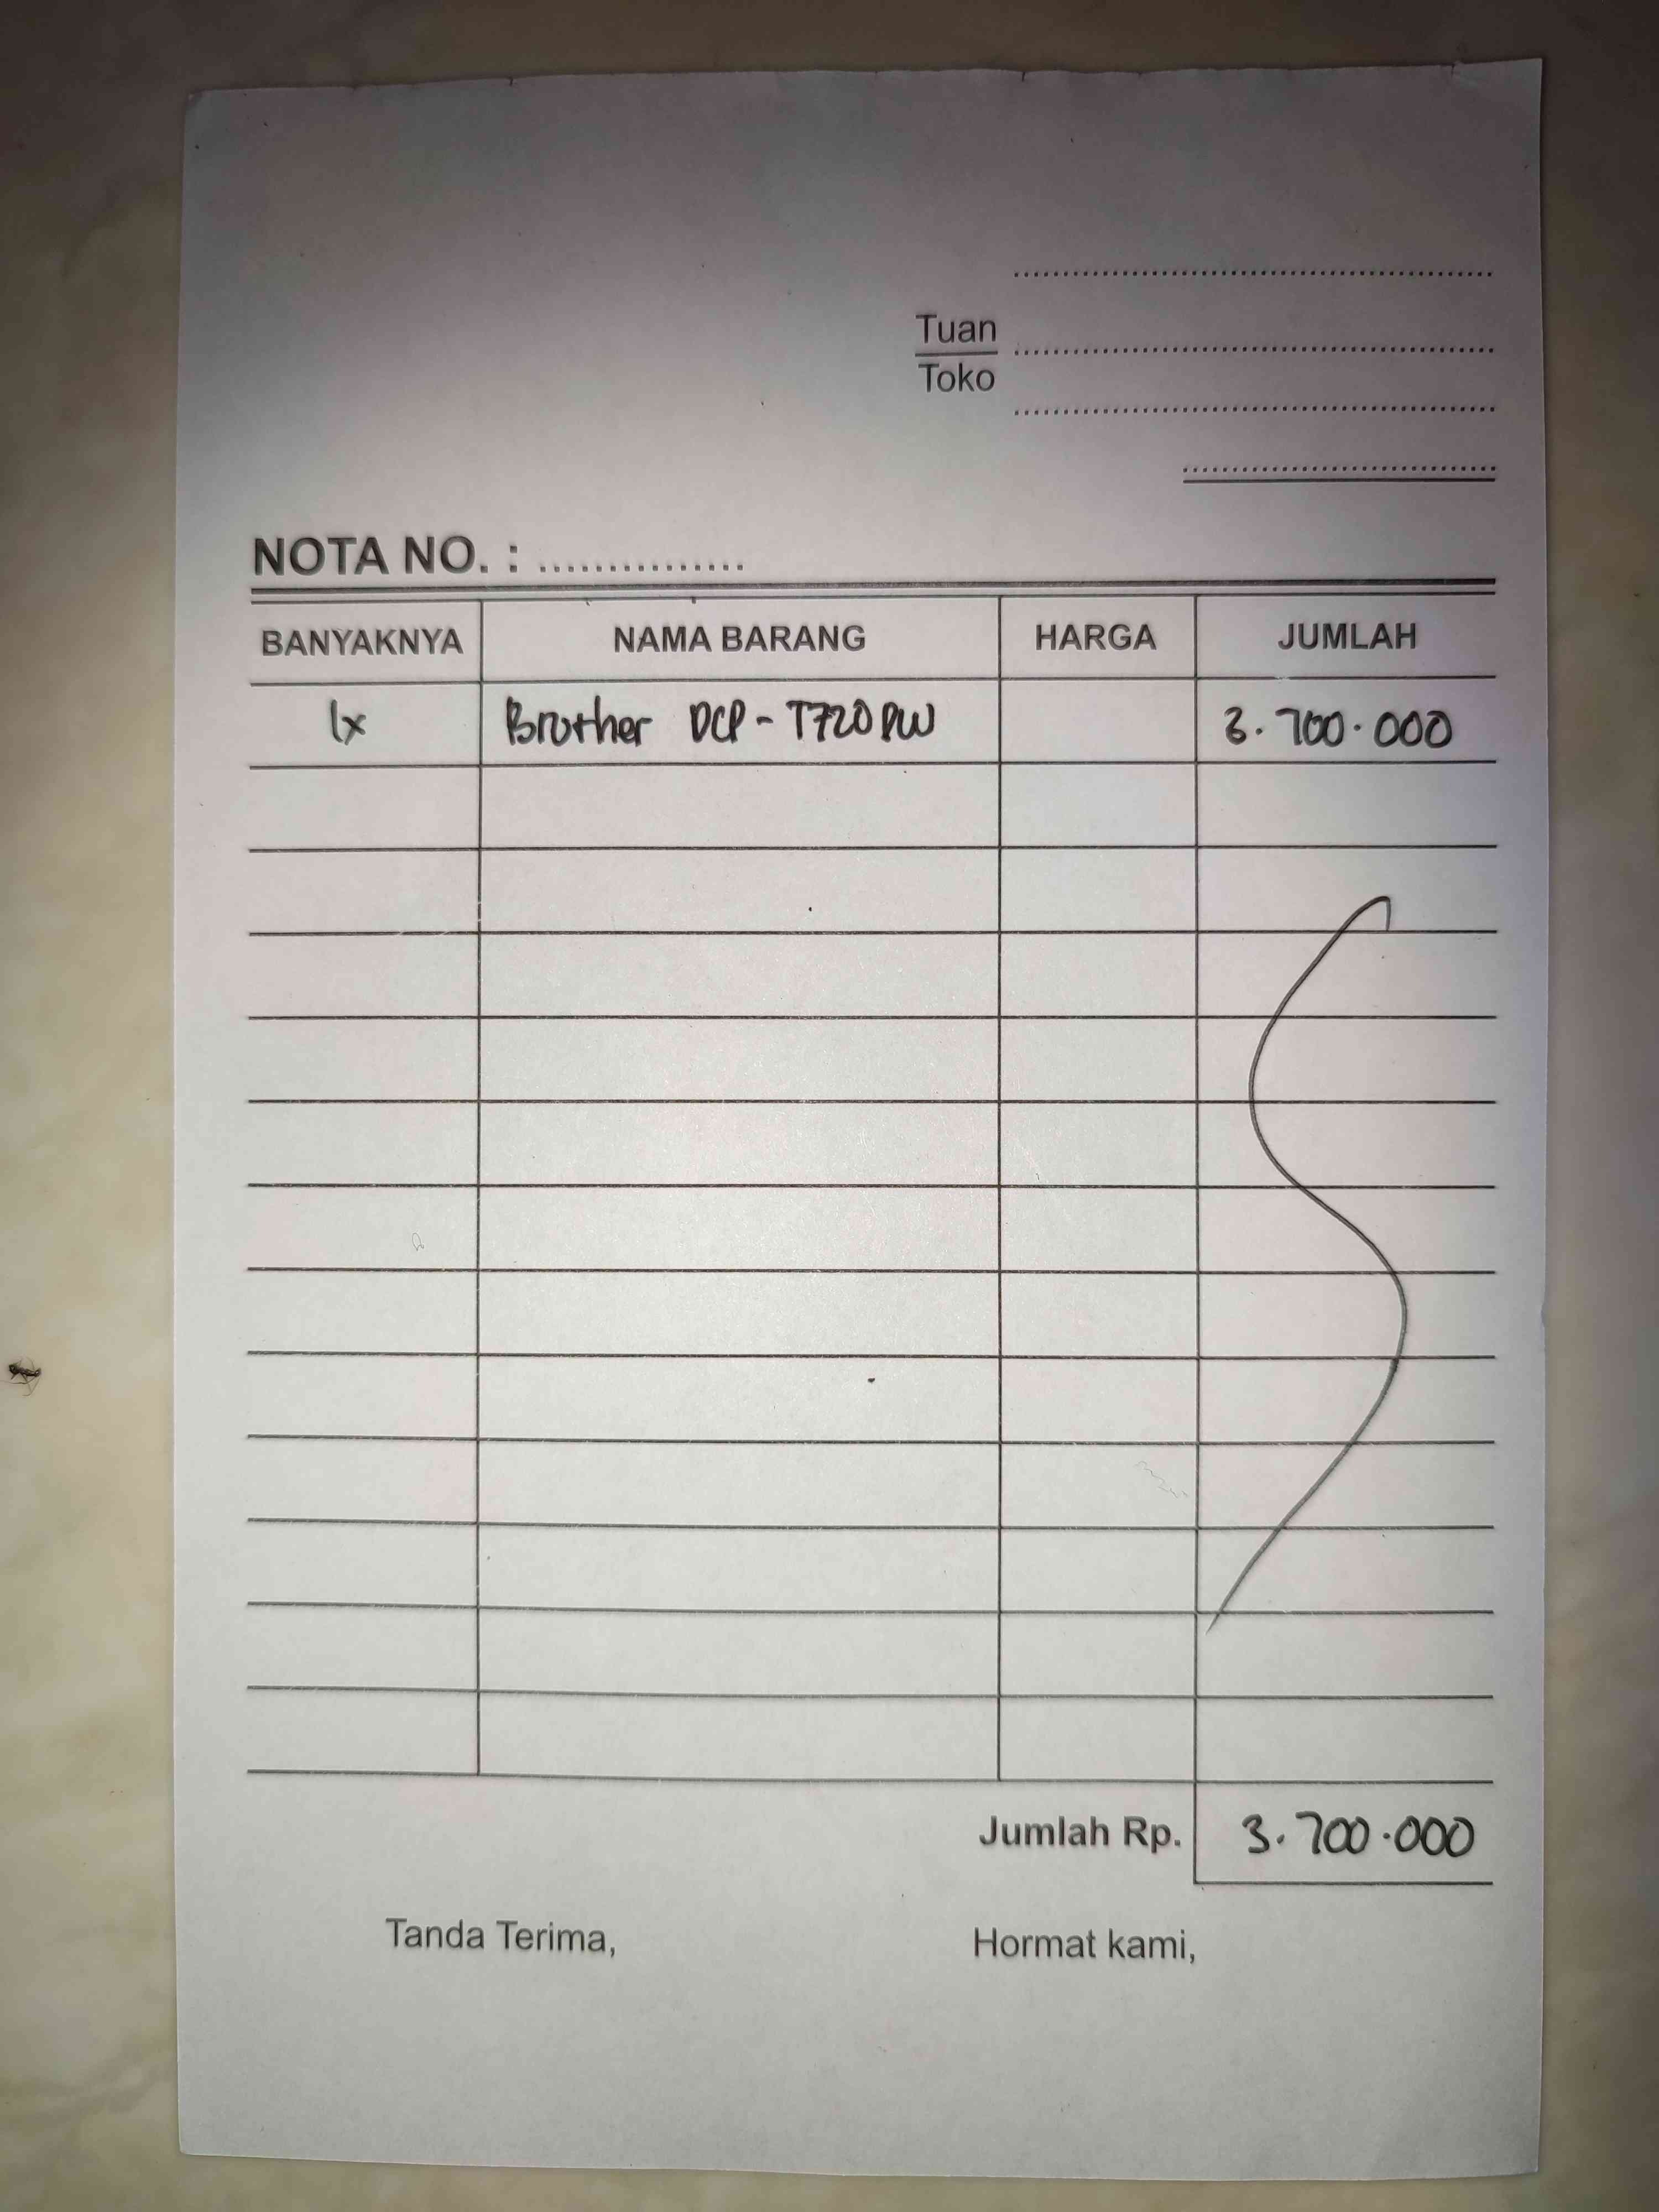 Tuan
Toko
NOTA NO. : ...............
BANYAKNYA NAMA BARANG HARGA JUMLAH
1x Brother DCP - T720DW 3.700.000
Jumlah Rp. 3.700.000
Tanda Terima, Hormat kami,